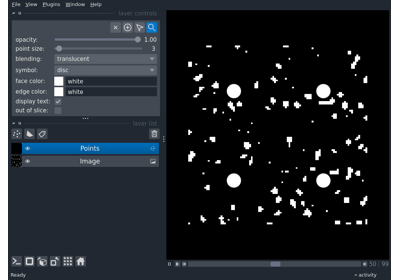 File View Plugins Window Help
layer controls
opacity: 1.00
point size: 3
blending: translucent
symbol: disc
face color: white
edge color: white
display text:
out of slice:
layer list
Points
Image
50 99
Ready activity